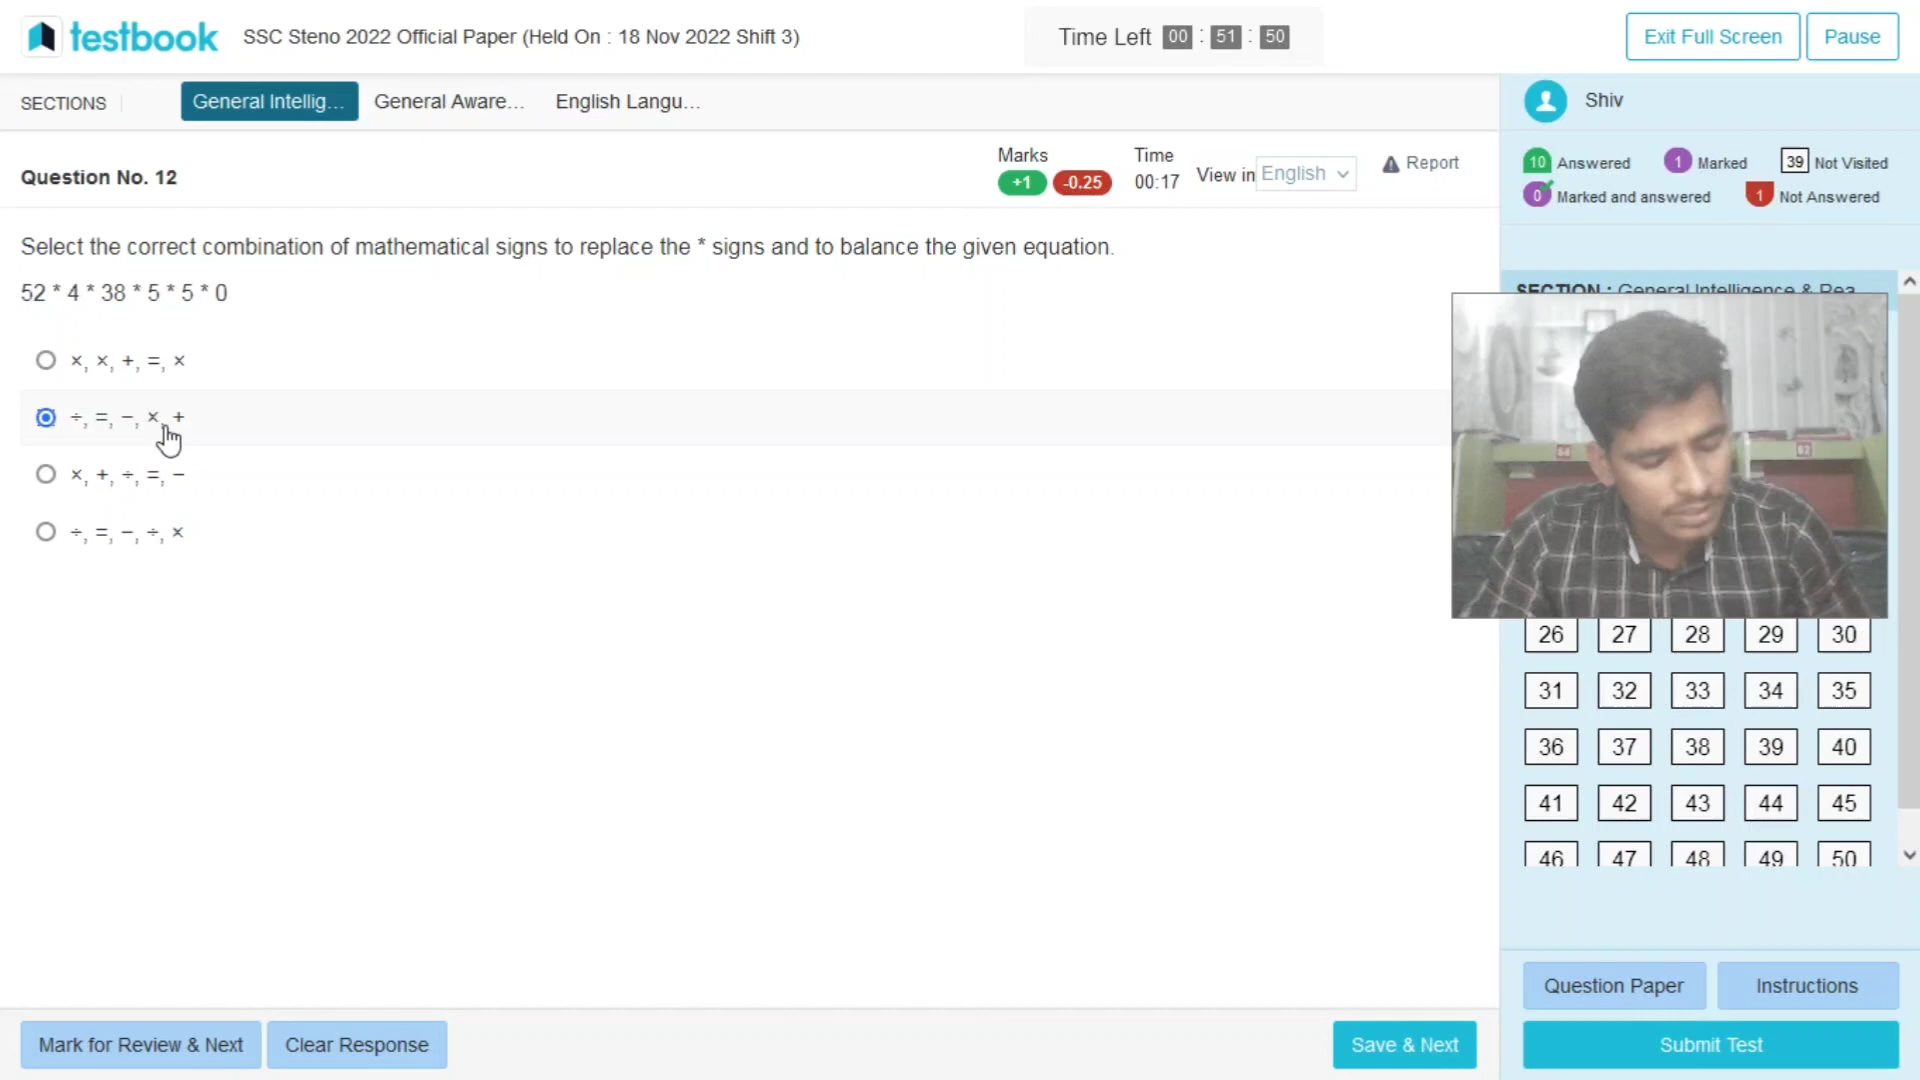 testbook SSC Steno 2022 Official Paper (Held On : 18 Nov 2022 Shift 3) Time Left 00 : 51 : 50 Exit Full Screen Pause
SECTIONS General Intellig... General Aware... English Langu... Shiv
Question No. 12 Marks +1 -0.25 Time 00:17 View in English Report
10 Answered 1 Marked 39 Not Visited
0 Marked and answered 1 Not Answered
Select the correct combination of mathematical signs to replace the * signs and to balance the given equation.
52 * 4 * 38 * 5 * 5 * 0
×, ×, +, =, ×
÷, =, −, ×, +
×, +, ÷, =, −
÷, =, −, ÷, ×
SECTION : General Intelligence & Rea
26 27 28 29 30
31 32 33 34 35
36 37 38 39 40
41 42 43 44 45
46 47 48 49 50
Question Paper Instructions
Mark for Review & Next Clear Response Save & Next Submit Test